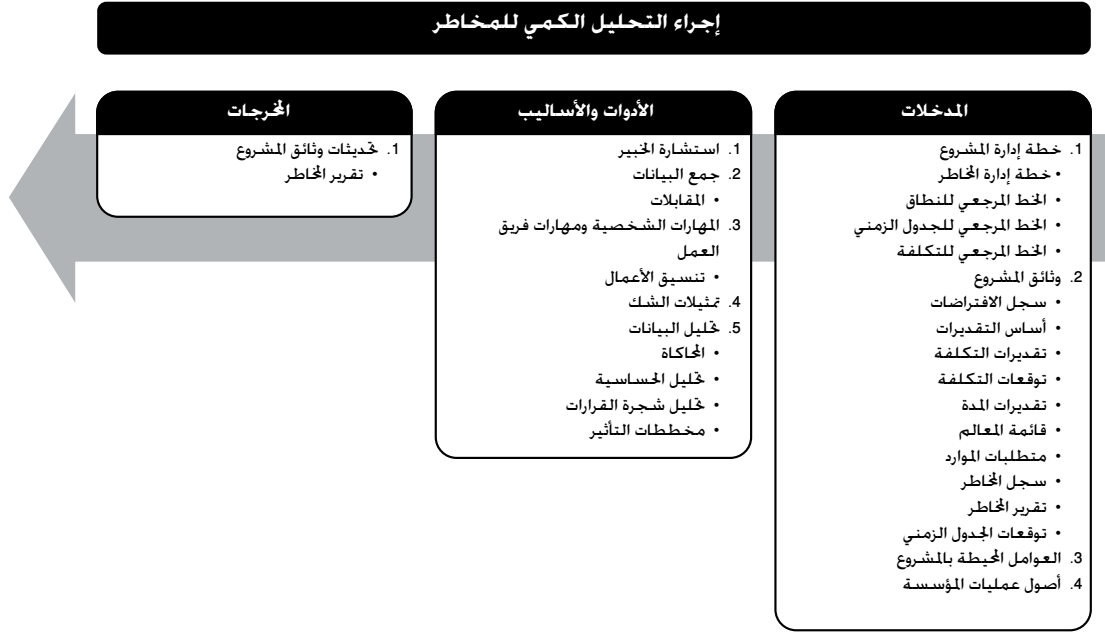 إجراء التحليل الكمي للمخاطر
المدخلات
1. خطة إدارة المشروع
• خطة إدارة المخاطر
• الخط المرجعي للنطاق
• الخط المرجعي للجدول الزمني
• الخط المرجعي للتكلفة
2. وثائق المشروع
• سجل الافتراضات
• أساس التقديرات
• تقديرات التكلفة
• توقعات التكلفة
• تقديرات المدة
• قائمة المعالم
• متطلبات الموارد
• سجل المخاطر
• تقرير المخاطر
• توقعات الجدول الزمني
3. العوامل المحيطة بالمشروع
4. أصول عمليات المؤسسة
الأدوات والأساليب
1. استشارة الخبير
2. جمع البيانات
• المقابلات
3. المهارات الشخصية ومهارات فريق
العمل
• تنسيق الأعمال
4. تمثيلات الشك
5. تحليل البيانات
• المحاكاة
• تحليل الحساسية
• تحليل شجرة القرارات
• مخططات التأثير
المخرجات
1. تحديثات وثائق المشروع
• تقرير المخاطر